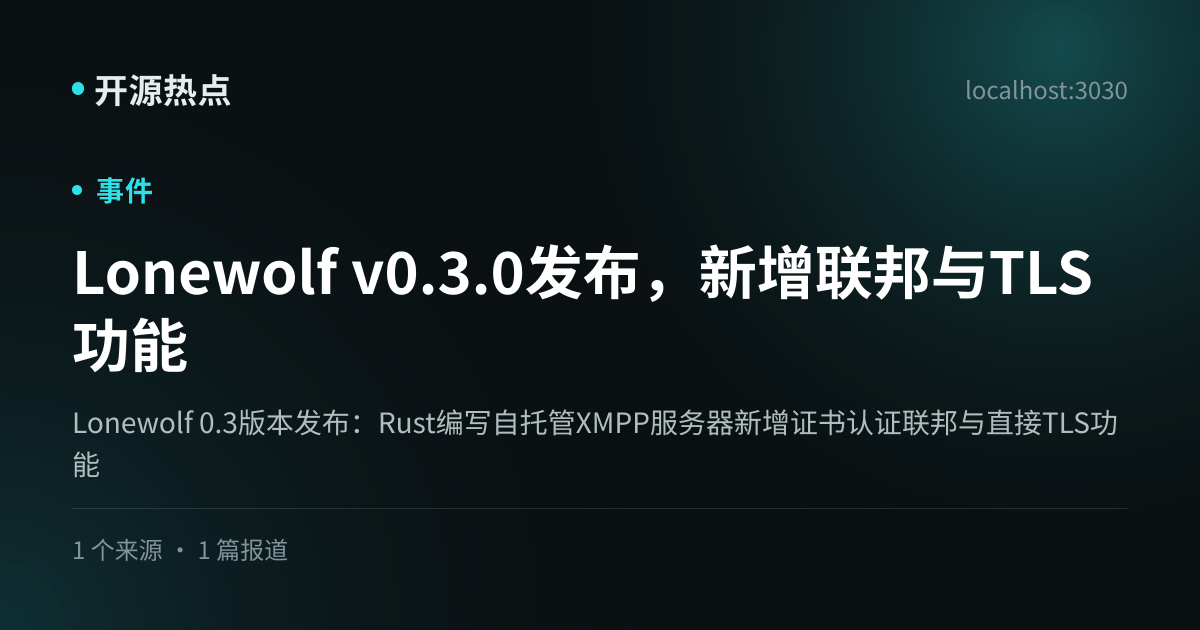 开源热点
localhost:3030
事件
Lonewolf v0.3.0发布，新增联邦与TLS
功能
Lonewolf 0.3版本发布：Rust编写自托管XMPP服务器新增证书认证联邦与直接TLS功
能
1 个来源 · 1 篇报道